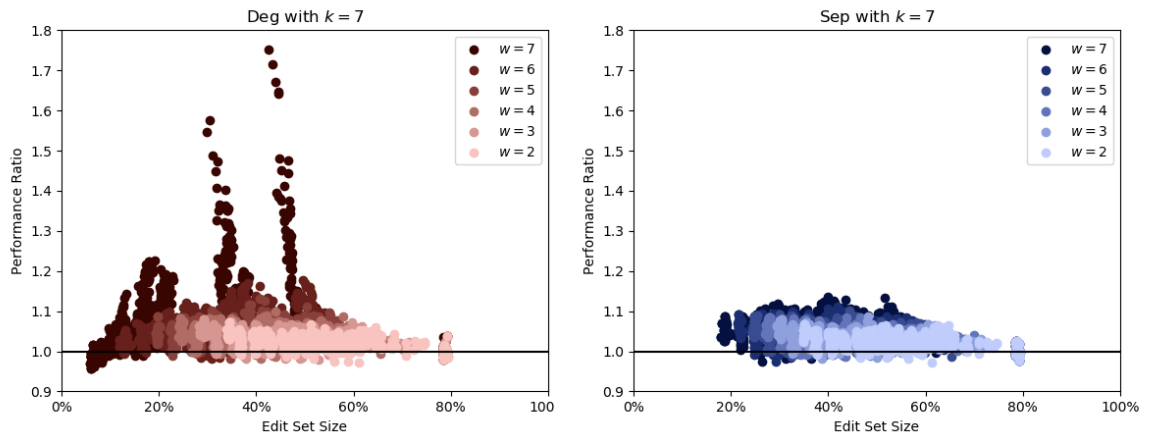 Deg with k = 7
1.8
1.7
1.6
1.5
1.4
1.3
1.2
1.1
1.0
0.9
Performance Ratio
w = 7
w = 6
w = 5
w = 4
w = 3
w = 2
0% 20% 40% 60% 80% 100
Edit Set Size
Sep with k = 7
1.8
1.7
1.6
1.5
1.4
1.3
1.2
1.1
1.0
0.9
Performance Ratio
w = 7
w = 6
w = 5
w = 4
w = 3
w = 2
0% 20% 40% 60% 80% 100%
Edit Set Size